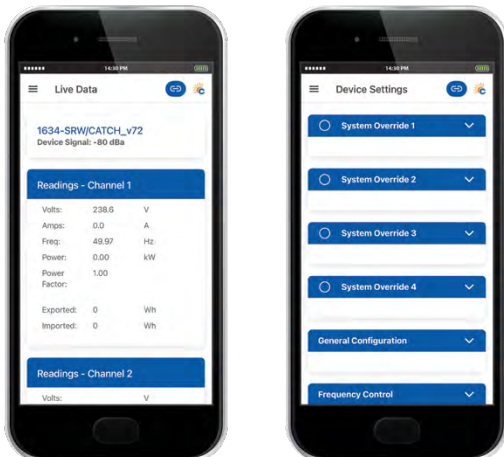 14:30 PM
Live Data
1634-SRW/CATCH_v72
Device Signal: -80 dBa
Readings - Channel 1
Volts: 238.6 V
Amps: 0.0 A
Freq: 49.97 Hz
Power: 0.00 kW
Power 1.00
Factor:
Exported: 0 Wh
Imported: 0 Wh
Readings - Channel 2
Volts: V
14:30 PM
Device Settings
System Override 1
System Override 2
System Override 3
System Override 4
General Configuration
Frequency Control